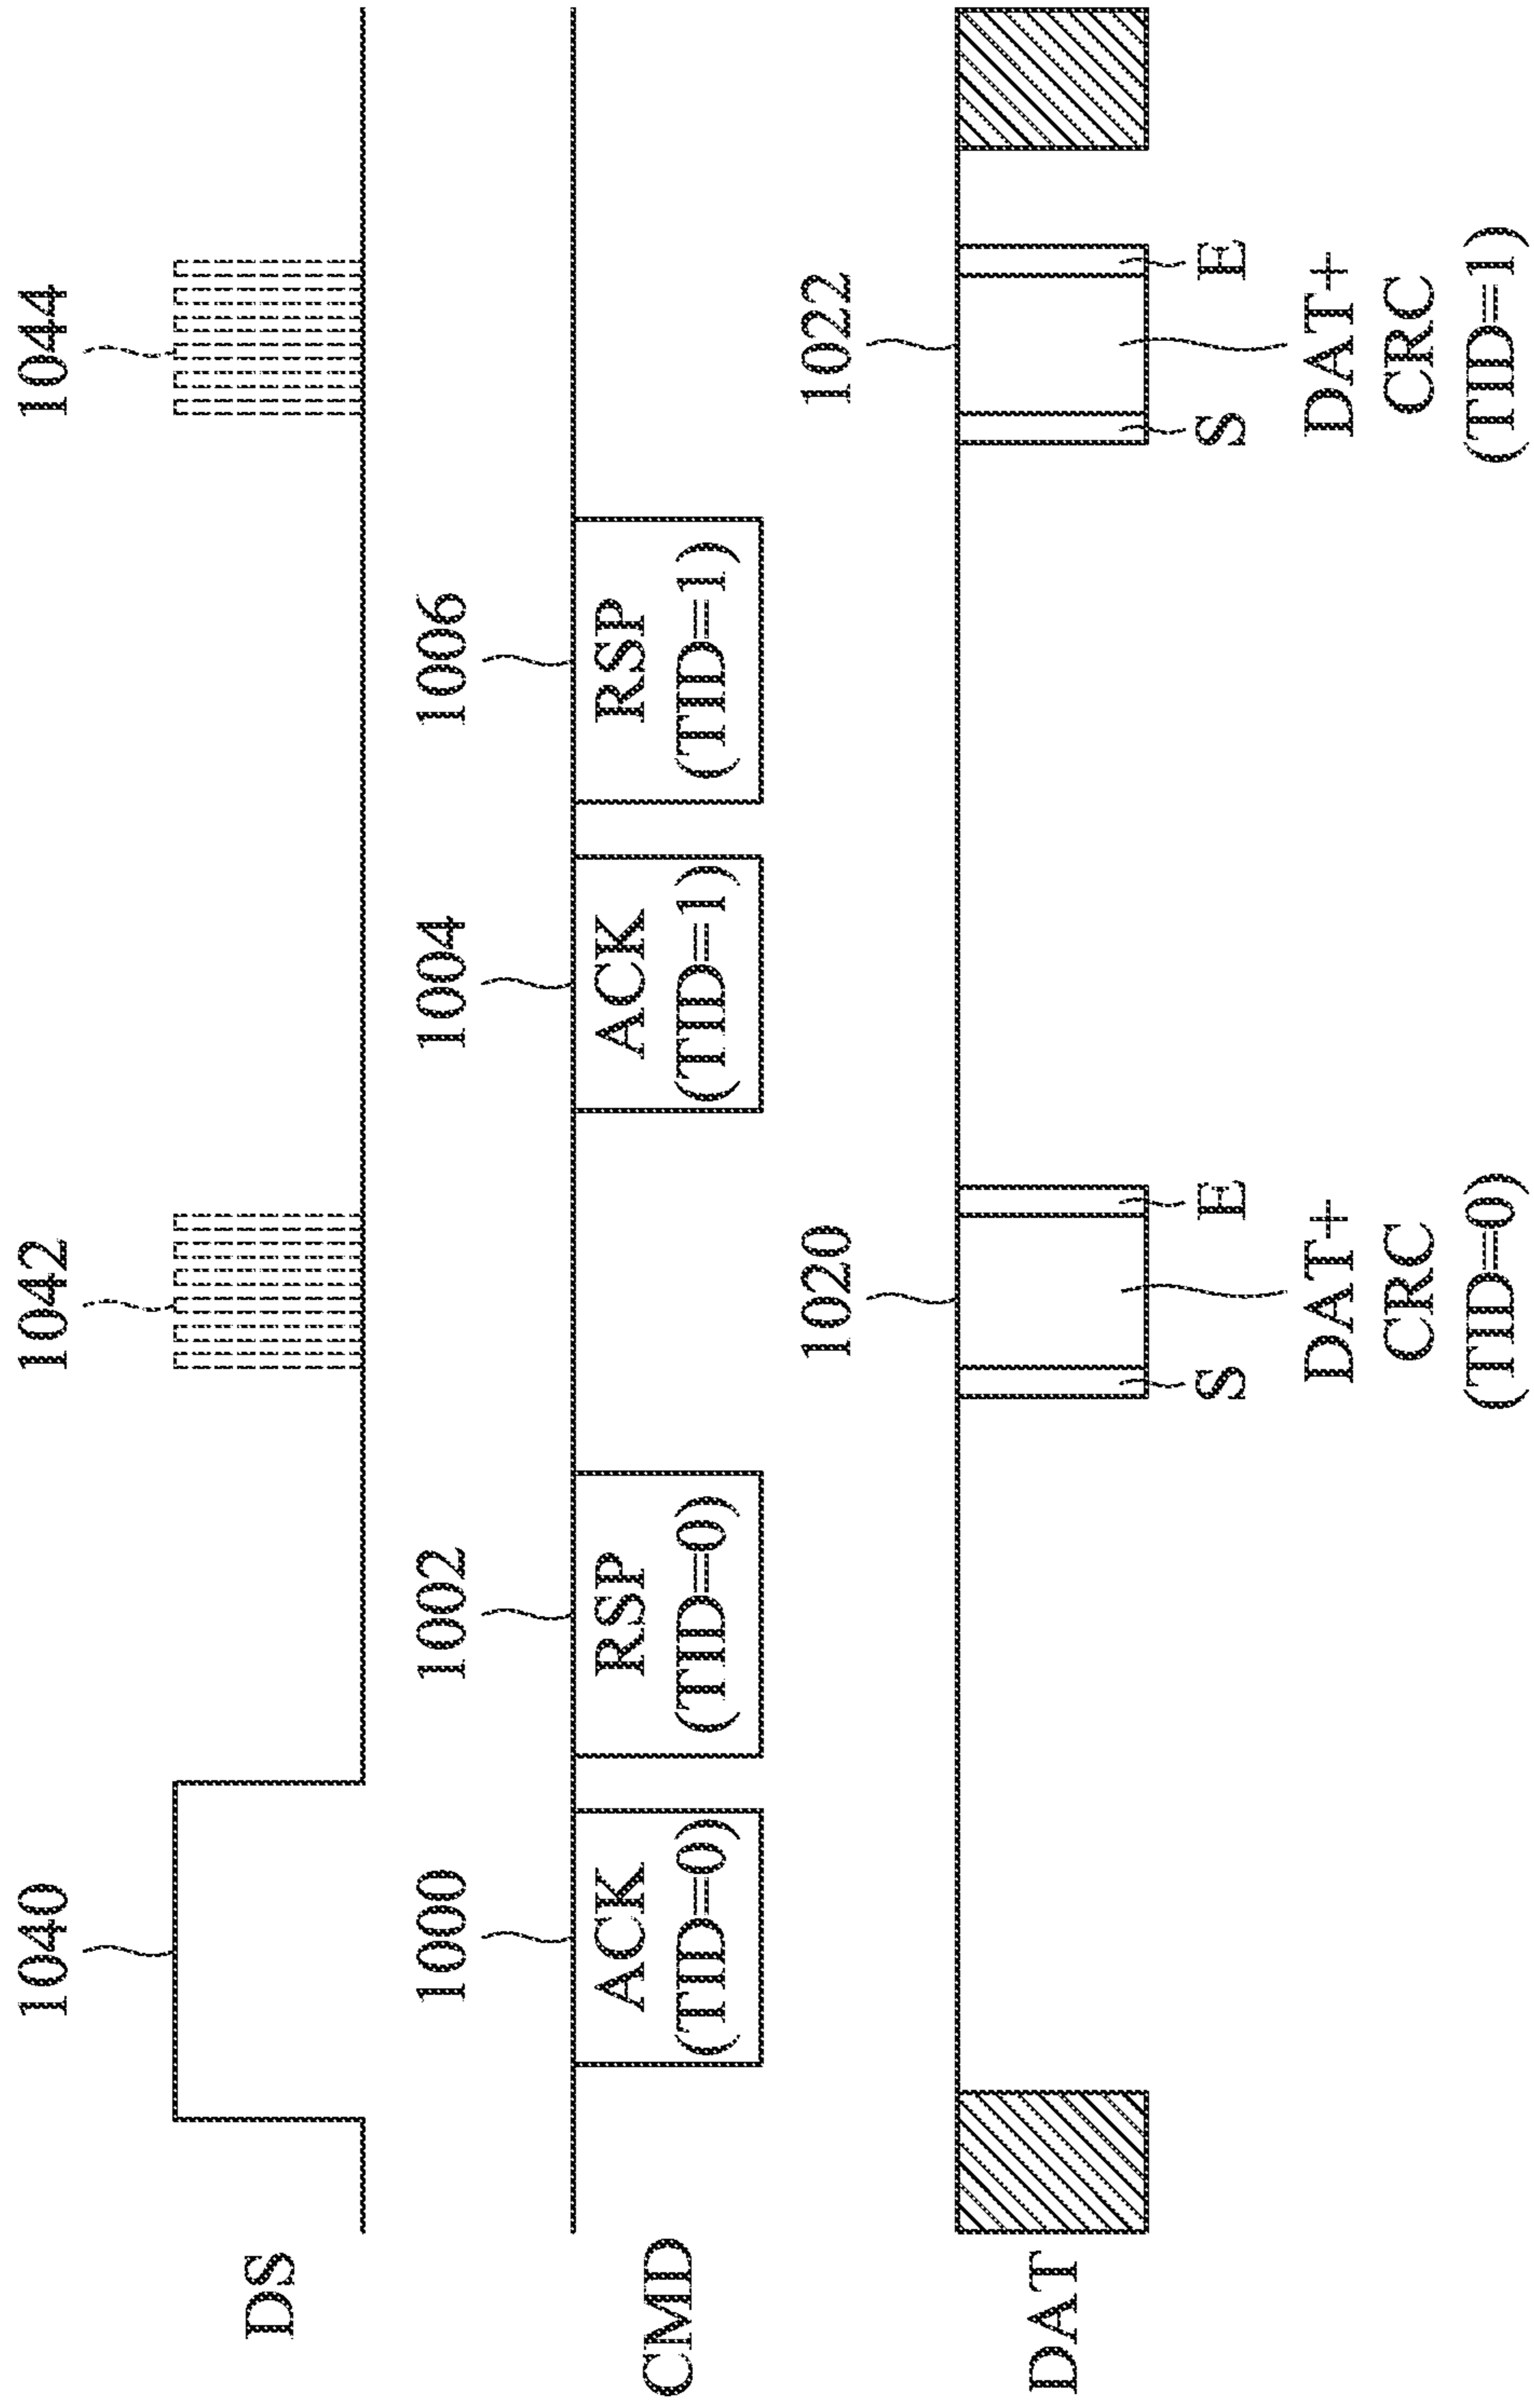 1040
1042
1044
DS
1000
1002
1004
1006
CMD
ACK
(TID=0)
RSP
(TID=0)
ACK
(TID=1)
RSP
(TID=1)
1020
1022
DAT
S
E
S
E
DAT+
CRC
(TID=0)
DAT+
CRC
(TID=1)